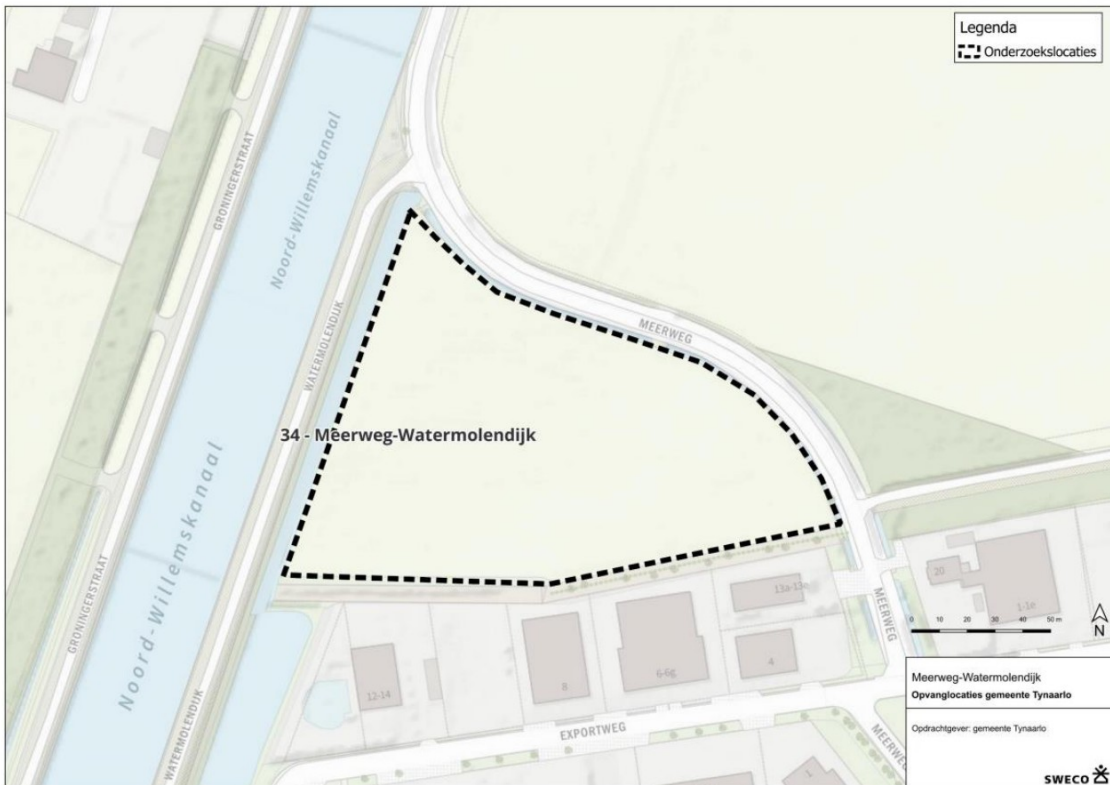 Legenda
Onderzoekslocaties
GRONINGERSTRAAT
Noord-Willemskanaal
WATERMOLENDIJK
MEERWEG
34 - Meerweg-Watermolendijk
Noord-Willemskanaal
GRONINGERSTRAAT
WATERMOLENDIJK
12-14
8
6-6g
13a-13e
4
20
1-1e
MEERWEG
EXPORTWEG
MEERWEG
1
0 10 20 30 40 50 m
N
Meerweg-Watermolendijk
Opvanglocaties gemeente Tynaarlo
Opdrachtgever: gemeente Tynaarlo
SWECO